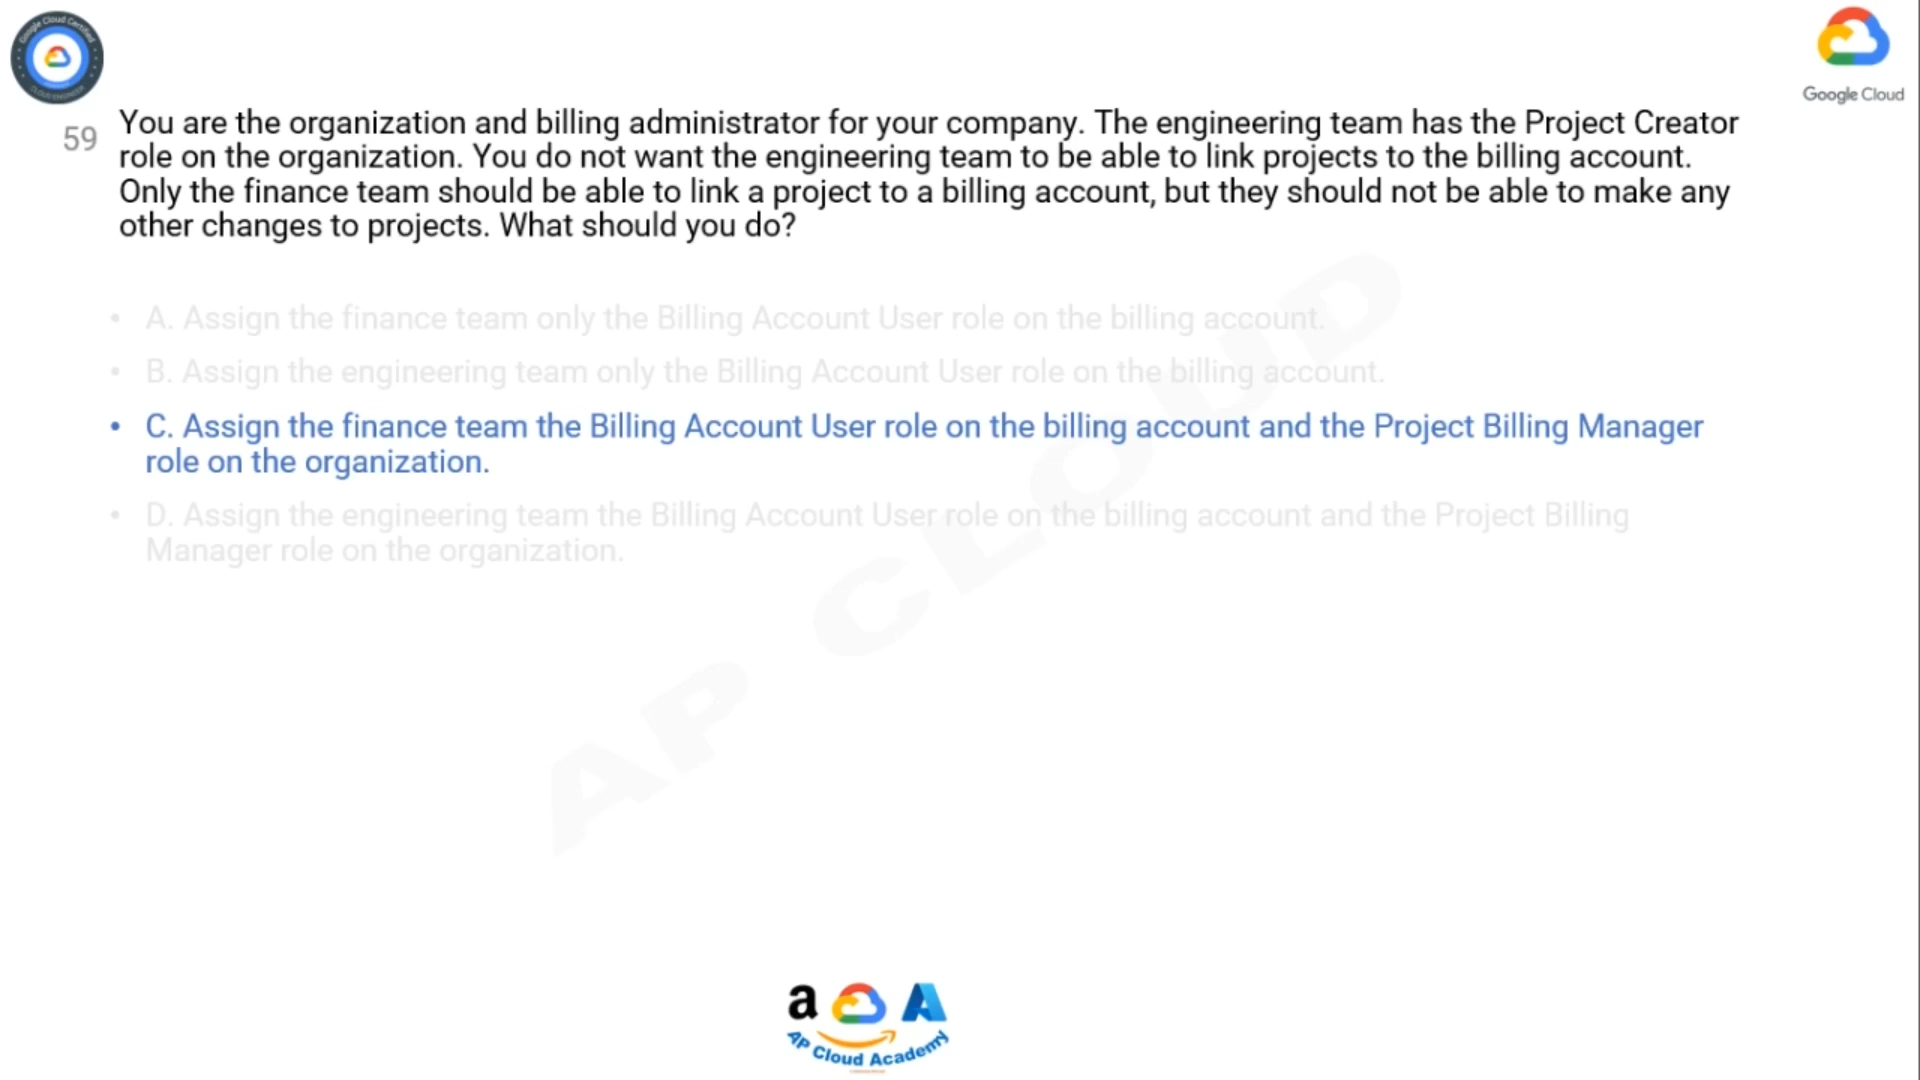 Google Cloud Certified
CLOUD ENGINEER
Google Cloud
59
You are the organization and billing administrator for your company. The engineering team has the Project Creator
role on the organization. You do not want the engineering team to be able to link projects to the billing account.
Only the finance team should be able to link a project to a billing account, but they should not be able to make any
other changes to projects. What should you do?
• A. Assign the finance team only the Billing Account User role on the billing account.
• B. Assign the engineering team only the Billing Account User role on the billing account.
• C. Assign the finance team the Billing Account User role on the billing account and the Project Billing Manager
role on the organization.
• D. Assign the engineering team the Billing Account User role on the billing account and the Project Billing
Manager role on the organization.
AP CLOUD
a A
AP Cloud Academy